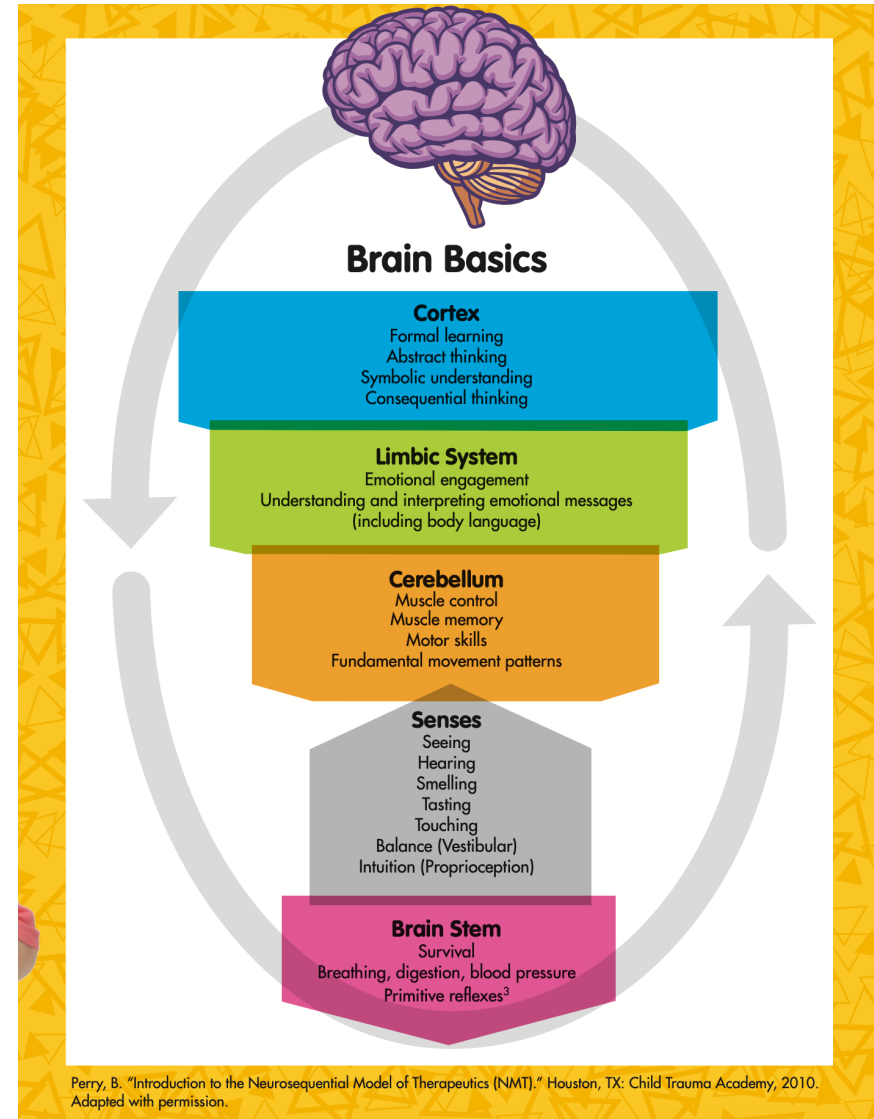 Brain Basics
Cortex
Formal learning
Abstract thinking
Symbolic understanding
Consequential thinking
Limbic System
Emotional engagement
Understanding and interpreting emotional messages
(including body language)
Cerebellum
Muscle control
Muscle memory
Motor skills
Fundamental movement patterns
Senses
Seeing
Hearing
Smelling
Tasting
Touching
Balance (Vestibular)
Intuition (Proprioception)
Brain Stem
Survival
Breathing, digestion, blood pressure
Primitive reflexes³
Perry, B. “Introduction to the Neurosequential Model of Therapeutics (NMT).” Houston, TX: Child Trauma Academy, 2010.
Adapted with permission.